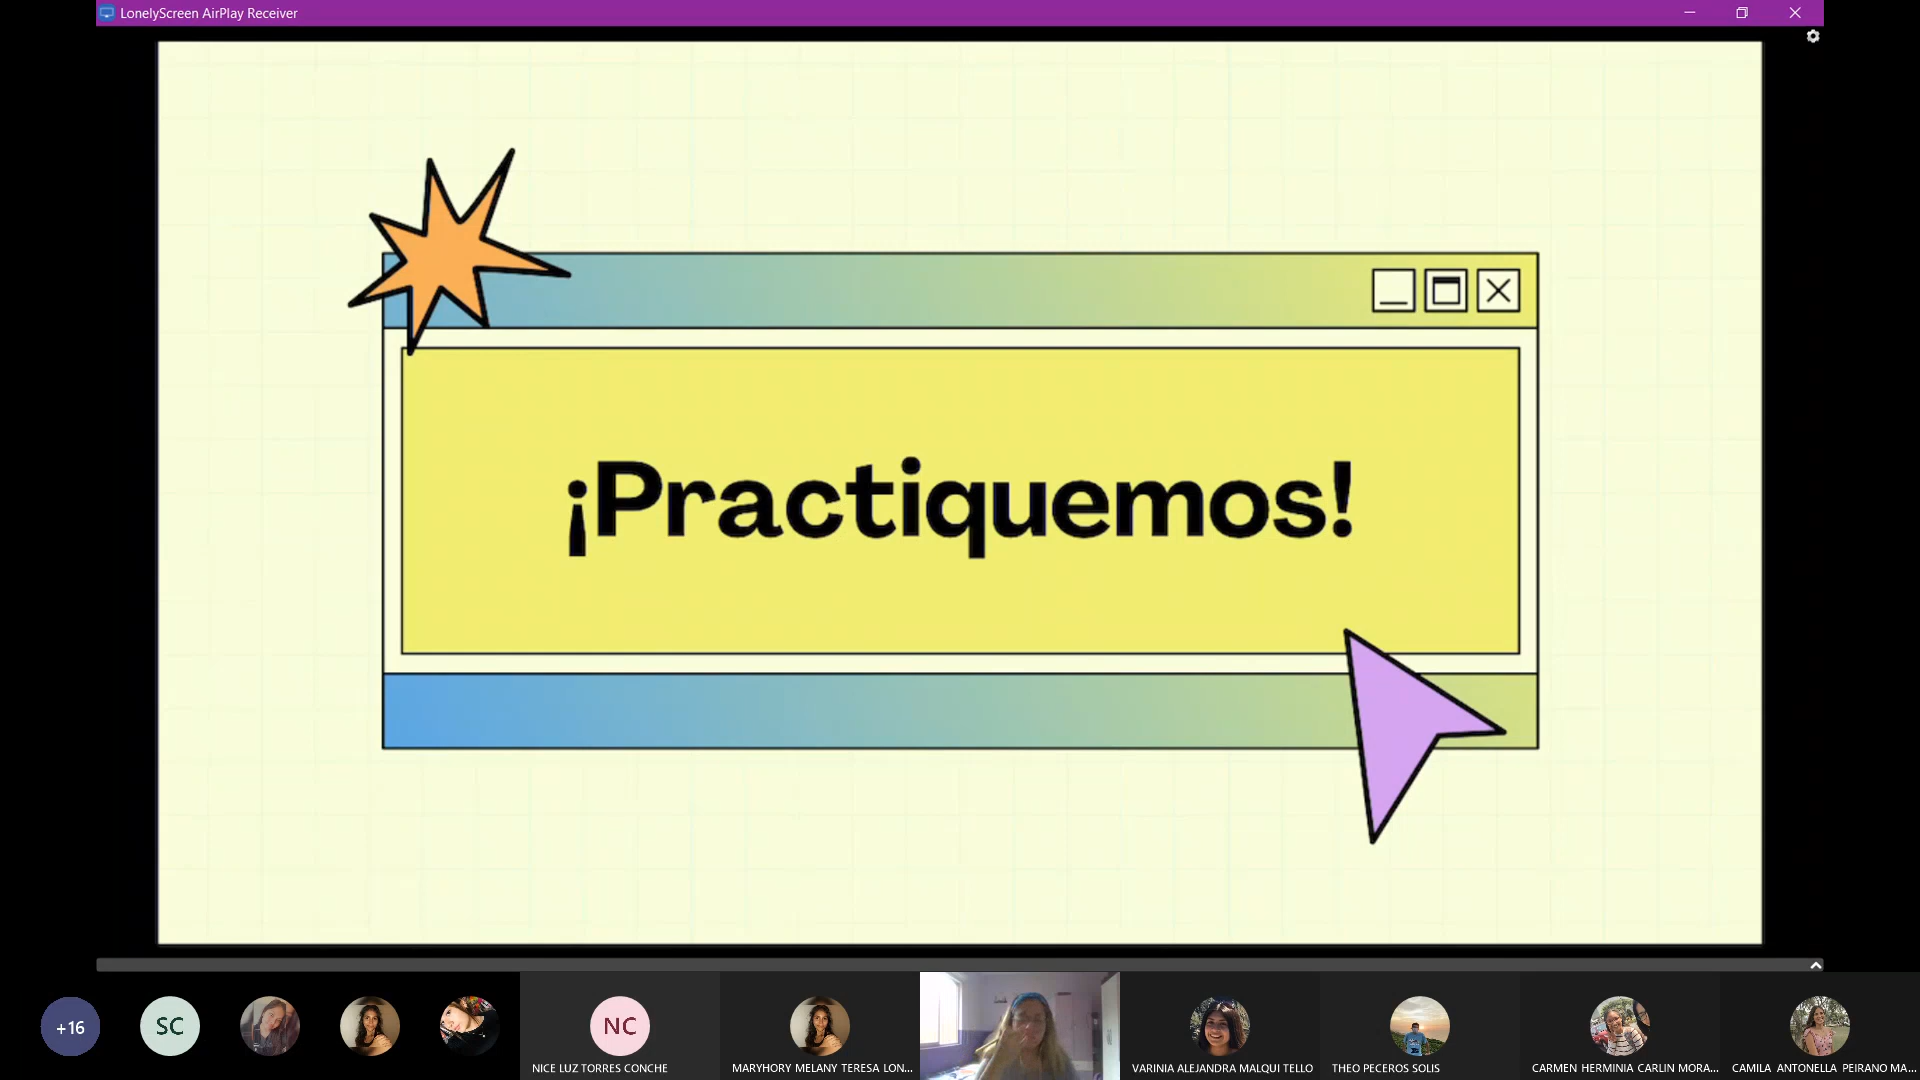 LonelyScreen AirPlay Receiver
¡Practiquemos!
+16
SC
NC
NICE LUZ TORRES CONCHE
MARYHORY MELANY TERESA LON...
VARINIA ALEJANDRA MALQUI TELLO
THEO PECEROS SOLIS
CARMEN HERMINIA CARLIN MORA...
CAMILA ANTONELLA PEIRANO MA...